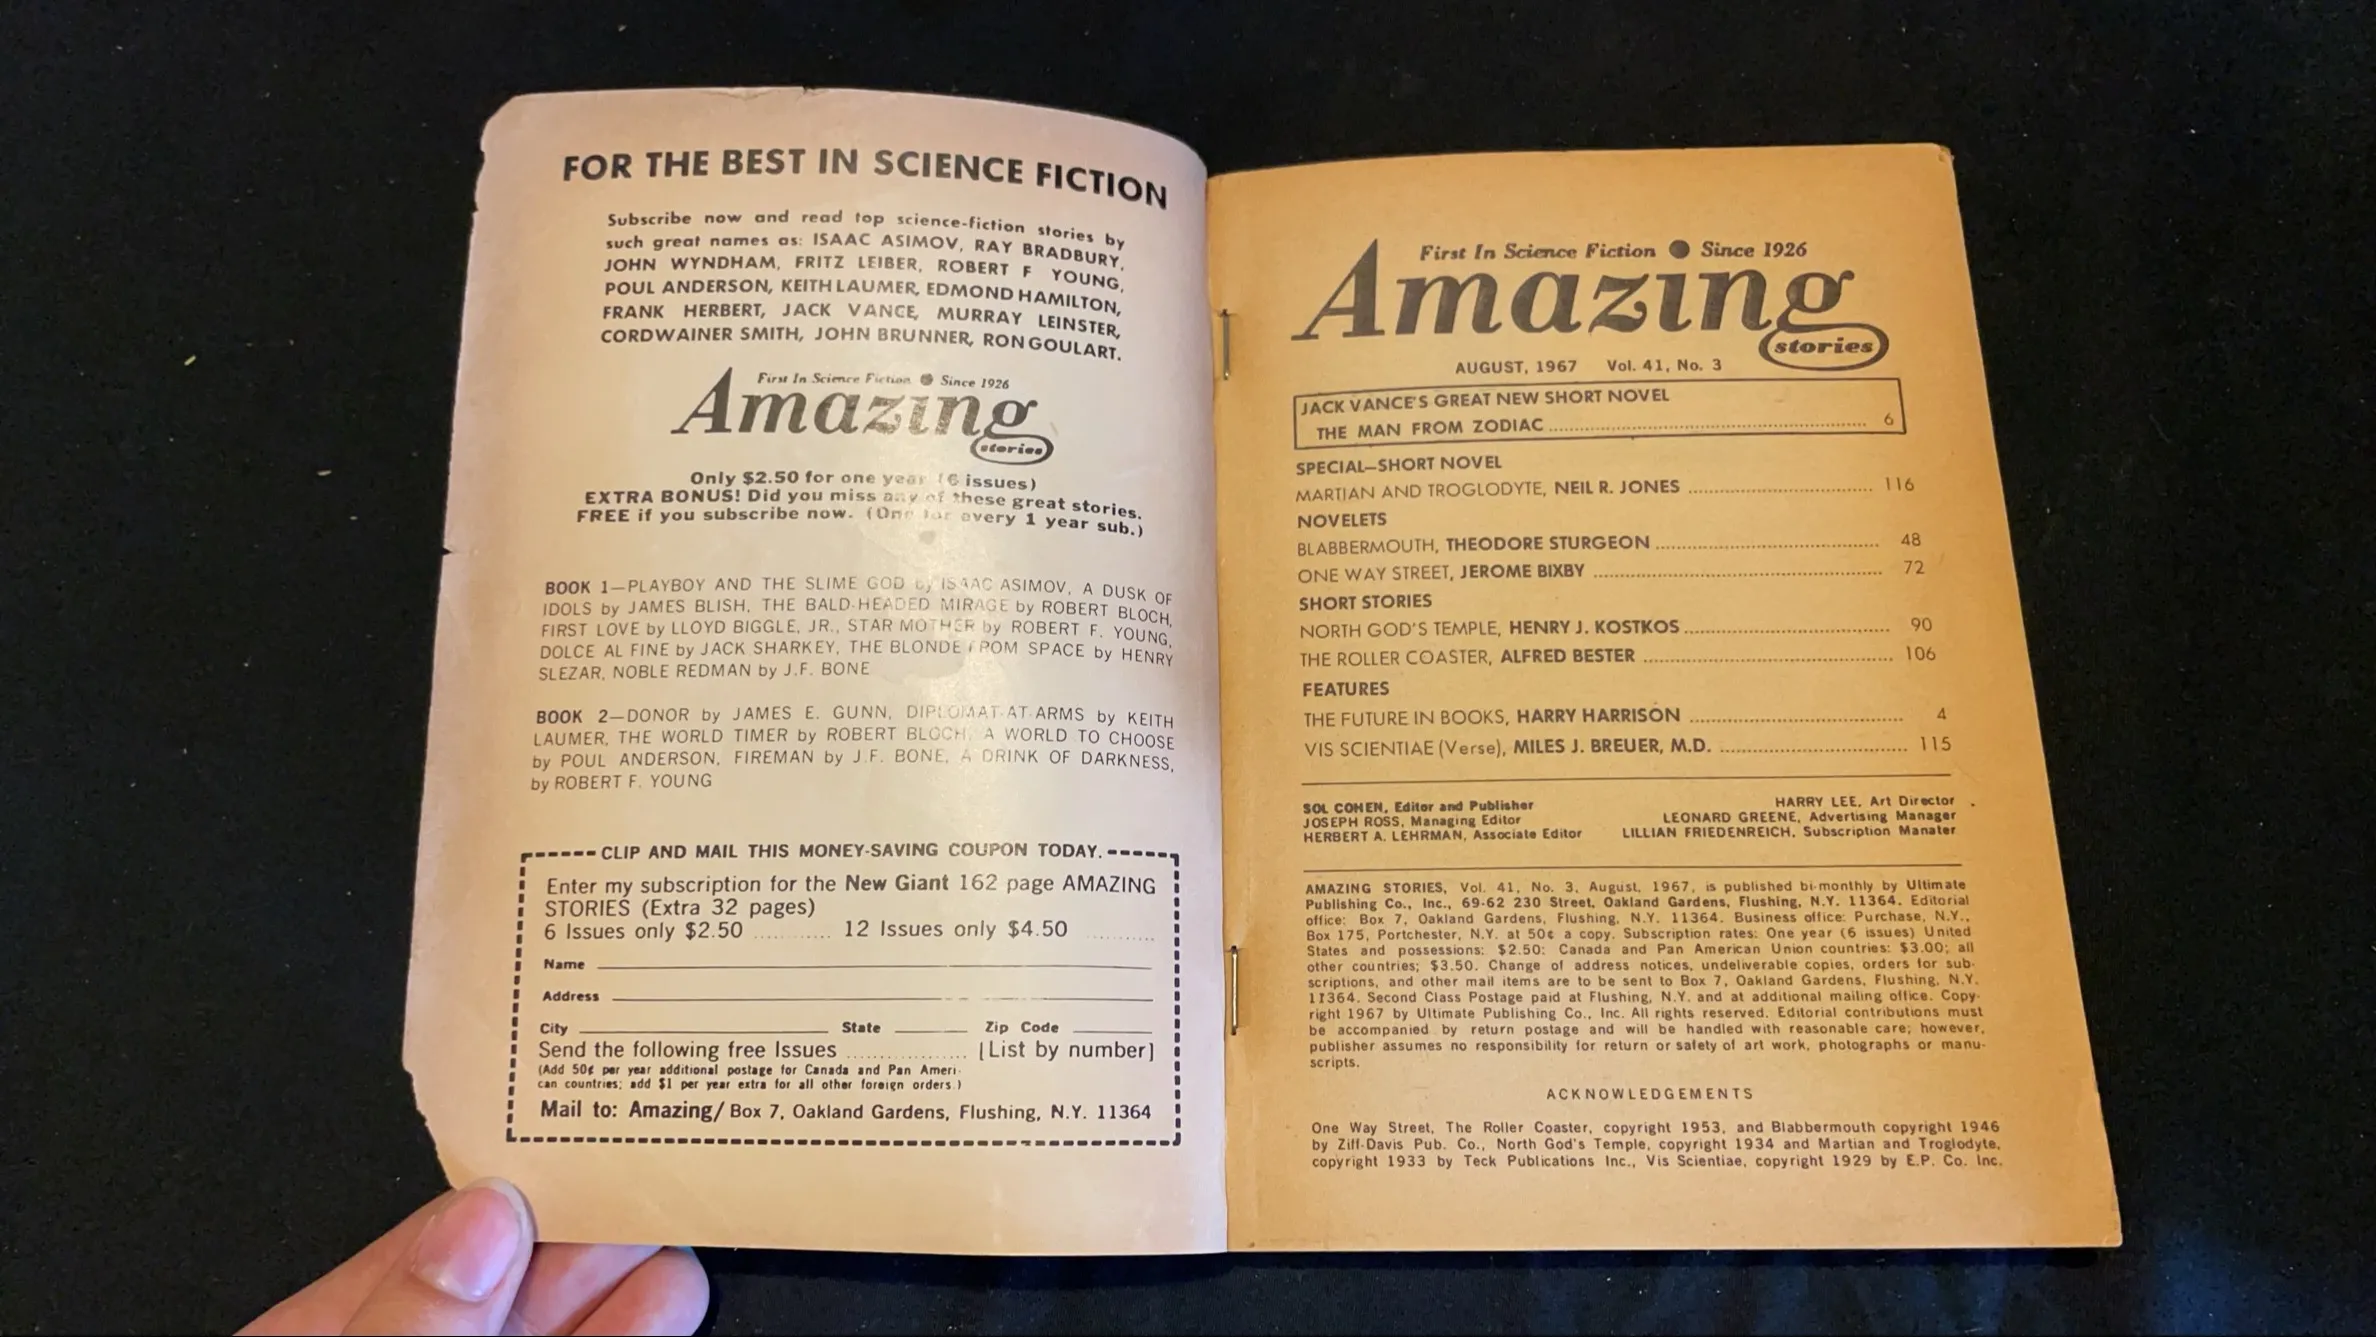 FOR THE BEST IN SCIENCE FICTION
Subscribe now and read top science-fiction stories by
such great names as: ISAAC ASIMOV, RAY BRADBURY,
JOHN WYNDHAM, FRITZ LEIBER, ROBERT F YOUNG,
POUL ANDERSON, KEITH LAUMER, EDMOND HAMILTON,
FRANK HERBERT, JACK VANCE, MURRAY LEINSTER,
CORDWAINER SMITH, JOHN BRUNNER, RON GOULART.
First In Science Fiction ● Since 1926
Amazing
stories
Only $2.50 for one year (6 issues)
EXTRA BONUS! Did you miss any of these great stories.
FREE if you subscribe now. (One for every 1 year sub.)
BOOK 1—PLAYBOY AND THE SLIME GOD by ISAAC ASIMOV, A DUSK OF
IDOLS by JAMES BLISH, THE BALD-HEADED MIRAGE by ROBERT BLOCH,
FIRST LOVE by LLOYD BIGGLE, JR., STAR MOTHER by ROBERT F. YOUNG,
DOLCE AL FINE by JACK SHARKEY, THE BLONDE FROM SPACE by HENRY
SLEZAR, NOBLE REDMAN by J.F. BONE
BOOK 2—DONOR by JAMES E. GUNN, DIPLOMAT-AT-ARMS by KEITH
LAUMER, THE WORLD TIMER by ROBERT BLOCH, A WORLD TO CHOOSE
by POUL ANDERSON, FIREMAN by J.F. BONE, A DRINK OF DARKNESS,
by ROBERT F. YOUNG
CLIP AND MAIL THIS MONEY-SAVING COUPON TODAY.
Enter my subscription for the New Giant 162 page AMAZING
STORIES (Extra 32 pages)
6 Issues only $2.50 ........... 12 Issues only $4.50 ...........
Name
Address
City State Zip Code
Send the following free Issues .................. [List by number]
(Add 50¢ per year additional postage for Canada and Pan Ameri-
can countries; add $1 per year extra for all other foreign orders.)
Mail to: Amazing/ Box 7, Oakland Gardens, Flushing, N.Y. 11364
First In Science Fiction ● Since 1926
Amazing
stories
AUGUST, 1967 Vol. 41, No. 3
JACK VANCE'S GREAT NEW SHORT NOVEL
THE MAN FROM ZODIAC ........ 6
SPECIAL—SHORT NOVEL
MARTIAN AND TROGLODYTE, NEIL R. JONES ........ 116
NOVELETS
BLABBERMOUTH, THEODORE STURGEON ........ 48
ONE WAY STREET, JEROME BIXBY ........ 72
SHORT STORIES
NORTH GOD'S TEMPLE, HENRY J. KOSTKOS ........ 90
THE ROLLER COASTER, ALFRED BESTER ........ 106
FEATURES
THE FUTURE IN BOOKS, HARRY HARRISON ........ 4
VIS SCIENTIAE (Verse), MILES J. BREUER, M.D. ........ 115
SOL COHEN, Editor and Publisher
JOSEPH ROSS, Managing Editor
HERBERT A. LEHRMAN, Associate Editor
HARRY LEE, Art Director
LEONARD GREENE, Advertising Manager
LILLIAN FRIEDENREICH, Subscription Manater
AMAZING STORIES, Vol. 41, No. 3, August, 1967, is published bi-monthly by Ultimate
Publishing Co., Inc., 69-62 230 Street, Oakland Gardens, Flushing, N.Y. 11364. Editorial
office: Box 7, Oakland Gardens, Flushing, N.Y. 11364. Business office: Purchase, N.Y.,
Box 175, Portchester, N.Y. at 50¢ a copy. Subscription rates: One year (6 issues) United
States and possessions: $2.50; Canada and Pan American Union countries: $3.00; all
other countries; $3.50. Change of address notices, undeliverable copies, orders for sub-
scriptions, and other mail items are to be sent to Box 7, Oakland Gardens, Flushing, N.Y.
11364. Second Class Postage paid at Flushing, N.Y. and at additional mailing office. Copy-
right 1967 by Ultimate Publishing Co., Inc. All rights reserved. Editorial contributions must
be accompanied by return postage and will be handled with reasonable care; however,
publisher assumes no responsibility for return or safety of art work, photographs or manu-
scripts.
ACKNOWLEDGEMENTS
One Way Street, The Roller Coaster, copyright 1953, and Blabbermouth copyright 1946
by Ziff-Davis Pub. Co., North God's Temple, copyright 1934 and Martian and Troglodyte,
copyright 1933 by Teck Publications Inc., Vis Scientiae, copyright 1929 by E.P. Co. Inc.